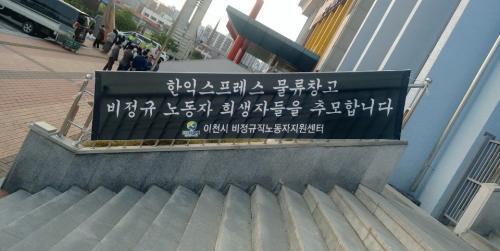 한익스프레스 물류창고
비정규 노동자 희생자들을 추모합니다
이천시 비정규직노동자지원센터